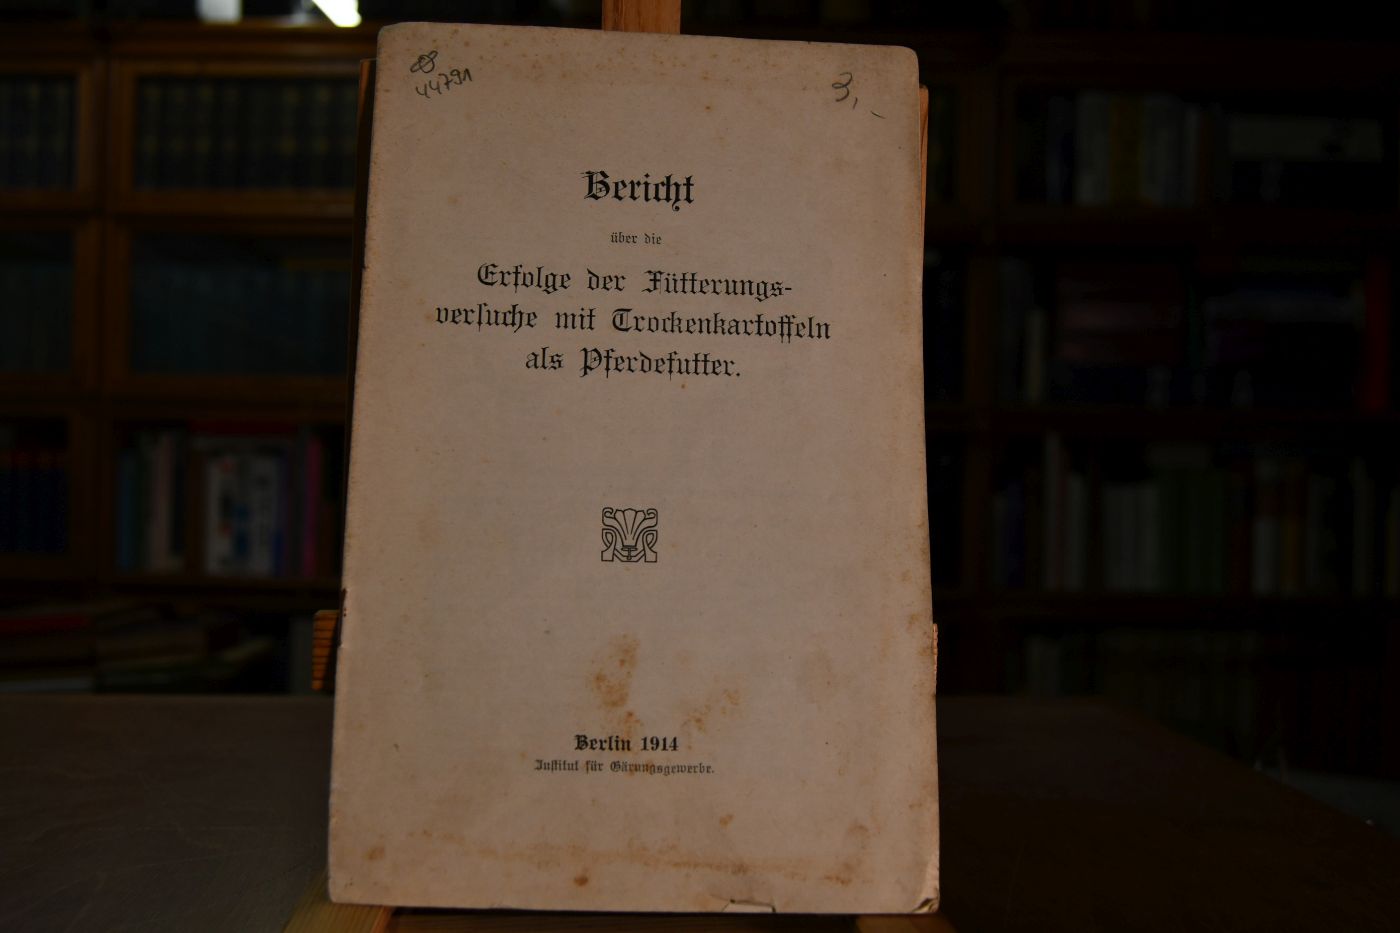 44791
3,-
Bericht
über die
Erfolge der Fütterungs-
versuche mit Trockenkartoffeln
als Pferdefutter.
Berlin 1914
Institut für Gärungsgewerbe.